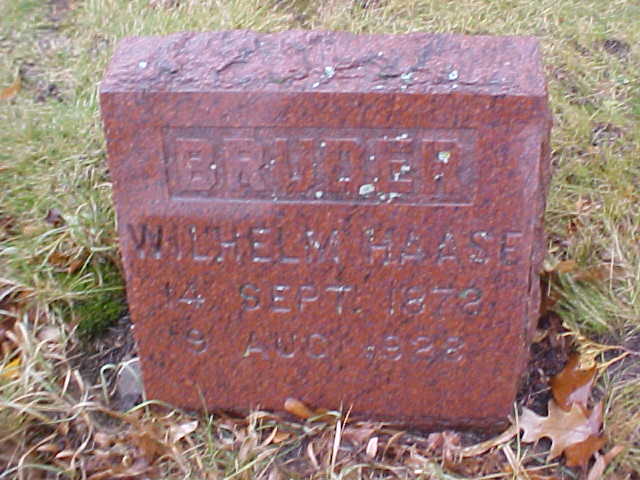 BRUDER
WILHELM HAASE
14 SEPT. 1878
9 AUG 1928